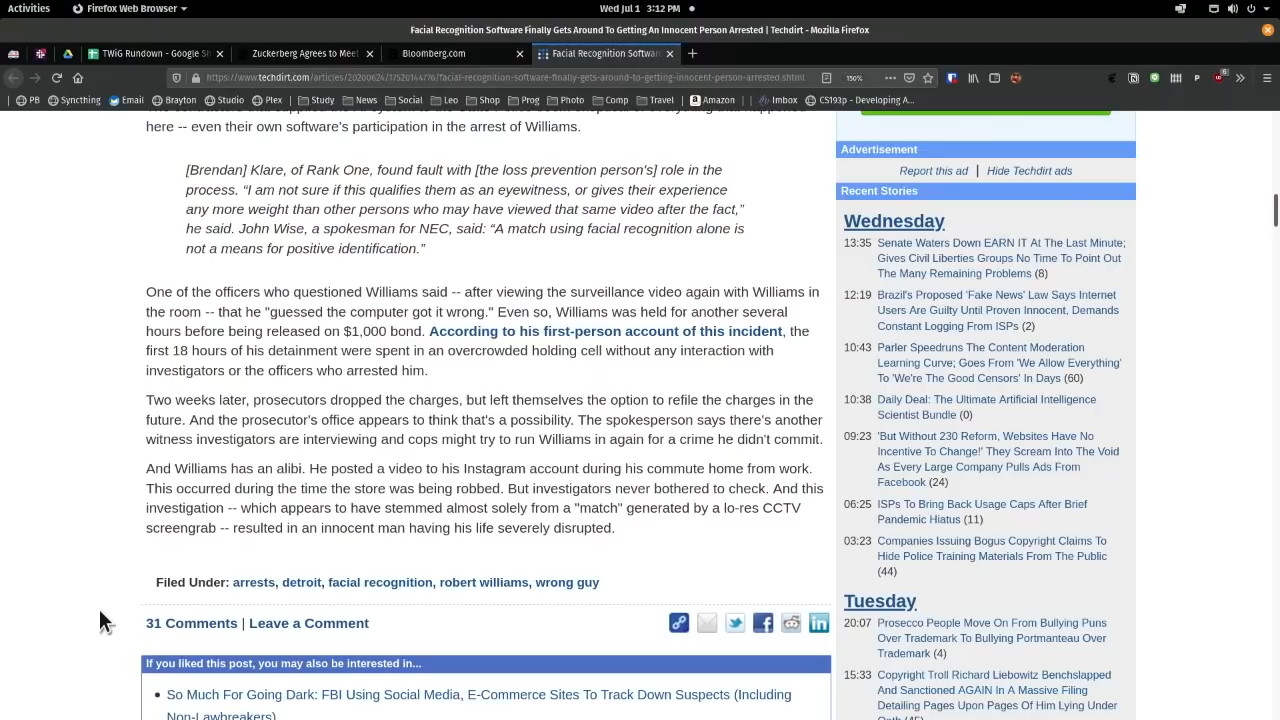 Activities
Firefox Web Browser
Wed Jul 1 3:12 PM
Facial Recognition Software Finally Gets Around To Getting An Innocent Person Arrested | Techdirt - Mozilla Firefox
TWiG Rundown - Google Sh
Zuckerberg Agrees to Meet
Bloomberg.com
Facial Recognition Softwar
https://www.techdirt.com/articles/20200624/17520144776/facial-recognition-software-finally-gets-around-to-getting-innocent-person-arrested.shtml
150%
PB
Syncthing
Email
Brayton
Studio
Plex
Study
News
Social
Leo
Shop
Prog
Photo
Comp
Travel
Amazon
Imbox
CS193p - Developing A...
here -- even their own software's participation in the arrest of Williams.
[Brendan] Klare, of Rank One, found fault with [the loss prevention person's] role in the
process. “I am not sure if this qualifies them as an eyewitness, or gives their experience
any more weight than other persons who may have viewed that same video after the fact,”
he said. John Wise, a spokesman for NEC, said: “A match using facial recognition alone is
not a means for positive identification.”
One of the officers who questioned Williams said -- after viewing the surveillance video again with Williams in
the room -- that he "guessed the computer got it wrong." Even so, Williams was held for another several
hours before being released on $1,000 bond. According to his first-person account of this incident, the
first 18 hours of his detainment were spent in an overcrowded holding cell without any interaction with
investigators or the officers who arrested him.
Two weeks later, prosecutors dropped the charges, but left themselves the option to refile the charges in the
future. And the prosecutor's office appears to think that's a possibility. The spokesperson says there's another
witness investigators are interviewing and cops might try to run Williams in again for a crime he didn't commit.
And Williams has an alibi. He posted a video to his Instagram account during his commute home from work.
This occurred during the time the store was being robbed. But investigators never bothered to check. And this
investigation -- which appears to have stemmed almost solely from a "match" generated by a lo-res CCTV
screengrab -- resulted in an innocent man having his life severely disrupted.
Filed Under: arrests, detroit, facial recognition, robert williams, wrong guy
31 Comments | Leave a Comment
If you liked this post, you may also be interested in...
So Much For Going Dark: FBI Using Social Media, E-Commerce Sites To Track Down Suspects (Including
Non-Lawbreakers)
Advertisement
Report this ad | Hide Techdirt ads
Recent Stories
Wednesday
13:35 Senate Waters Down EARN IT At The Last Minute;
Gives Civil Liberties Groups No Time To Point Out
The Many Remaining Problems (8)
12:19 Brazil's Proposed 'Fake News' Law Says Internet
Users Are Guilty Until Proven Innocent, Demands
Constant Logging From ISPs (2)
10:43 Parler Speedruns The Content Moderation
Learning Curve; Goes From 'We Allow Everything'
To 'We're The Good Censors' In Days (60)
10:38 Daily Deal: The Ultimate Artificial Intelligence
Scientist Bundle (0)
09:23 'But Without 230 Reform, Websites Have No
Incentive To Change!' They Scream Into The Void
As Every Large Company Pulls Ads From
Facebook (24)
06:25 ISPs To Bring Back Usage Caps After Brief
Pandemic Hiatus (11)
03:23 Companies Issuing Bogus Copyright Claims To
Hide Police Training Materials From The Public
(44)
Tuesday
20:07 Prosecco People Move On From Bullying Puns
Over Trademark To Bullying Portmanteau Over
Trademark (4)
15:33 Copyright Troll Richard Liebowitz Benchslapped
And Sanctioned AGAIN In A Massive Filing
Detailing Pages Upon Pages Of Him Lying Under